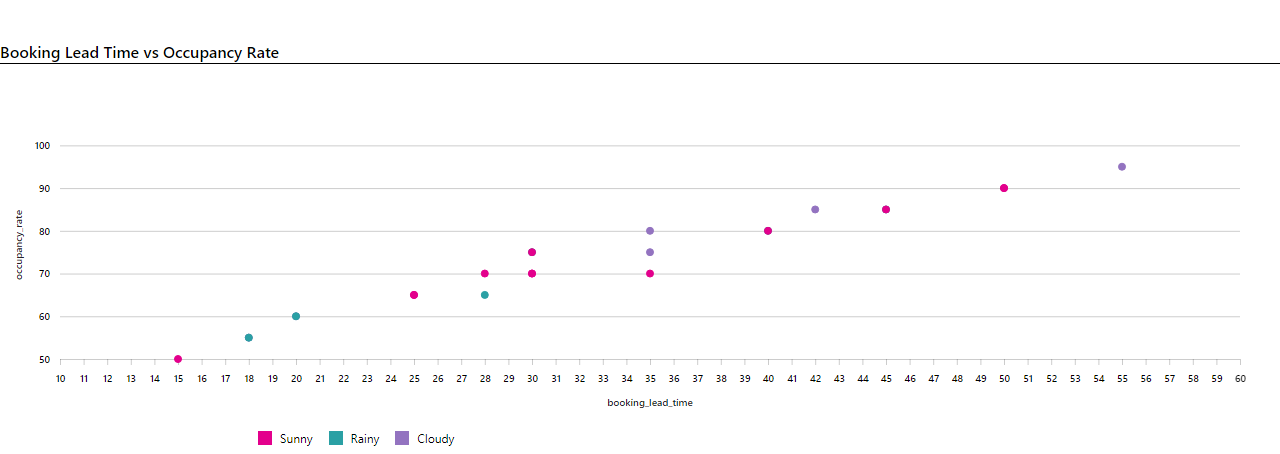 Booking Lead Time vs Occupancy Rate
100
90
80
70
60
50
occupancy_rate
10 11 12 13 14 15 16 17 18 19 20 21 22 23 24 25 26 27 28 29 30 31 32 33 34 35 36 37 38 39 40 41 42 43 44 45 46 47 48 49 50 51 52 53 54 55 56 57 58 59 60
booking_lead_time
Sunny Rainy Cloudy